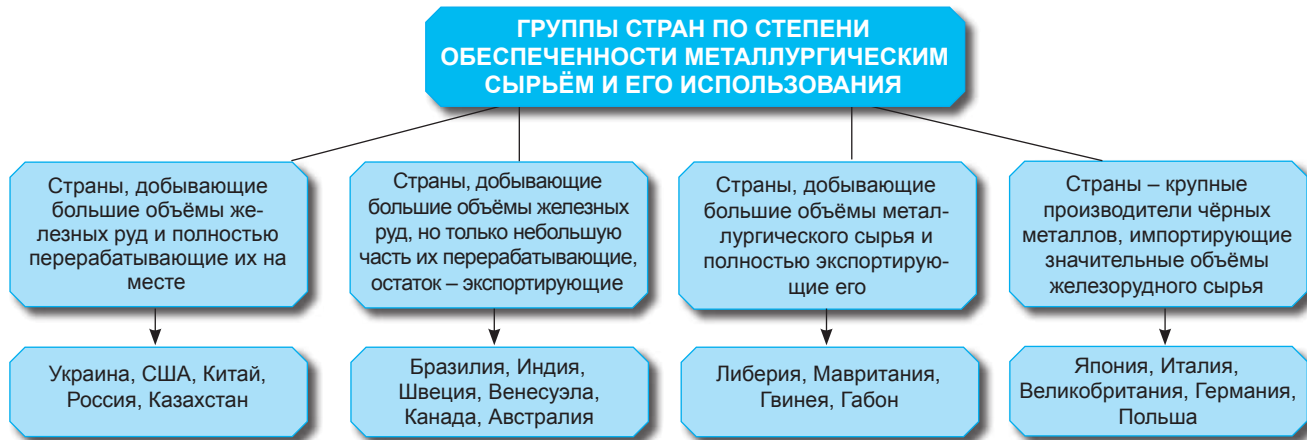 ГРУППЫ СТРАН ПО СТЕПЕНИ
ОБЕСПЕЧЕННОСТИ МЕТАЛЛУРГИЧЕСКИМ
СЫРЬЁМ И ЕГО ИСПОЛЬЗОВАНИЯ
Страны, добывающие
большие объёмы же-
лезных руд и полностью
перерабатывающие их на
месте
Страны, добывающие
большие объёмы железных
руд, но только небольшую
часть их перерабатывающие,
остаток – экспортирующие
Страны, добывающие
большие объёмы метал-
лургического сырья и
полностью экспортирую-
щие его
Страны – крупные
производители чёрных
металлов, импортирующие
значительные объёмы
железорудного сырья
Украина, США, Китай,
Россия, Казахстан
Бразилия, Индия,
Швеция, Венесуэла,
Канада, Австралия
Либерия, Мавритания,
Гвинея, Габон
Япония, Италия,
Великобритания, Германия,
Польша